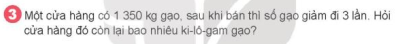 3 Một cửa hàng có 1 350 kg gạo, sau khi bán thì số gạo giảm đi 3 lần. Hỏi
cửa hàng đó còn lại bao nhiêu ki-lô-gam gạo?